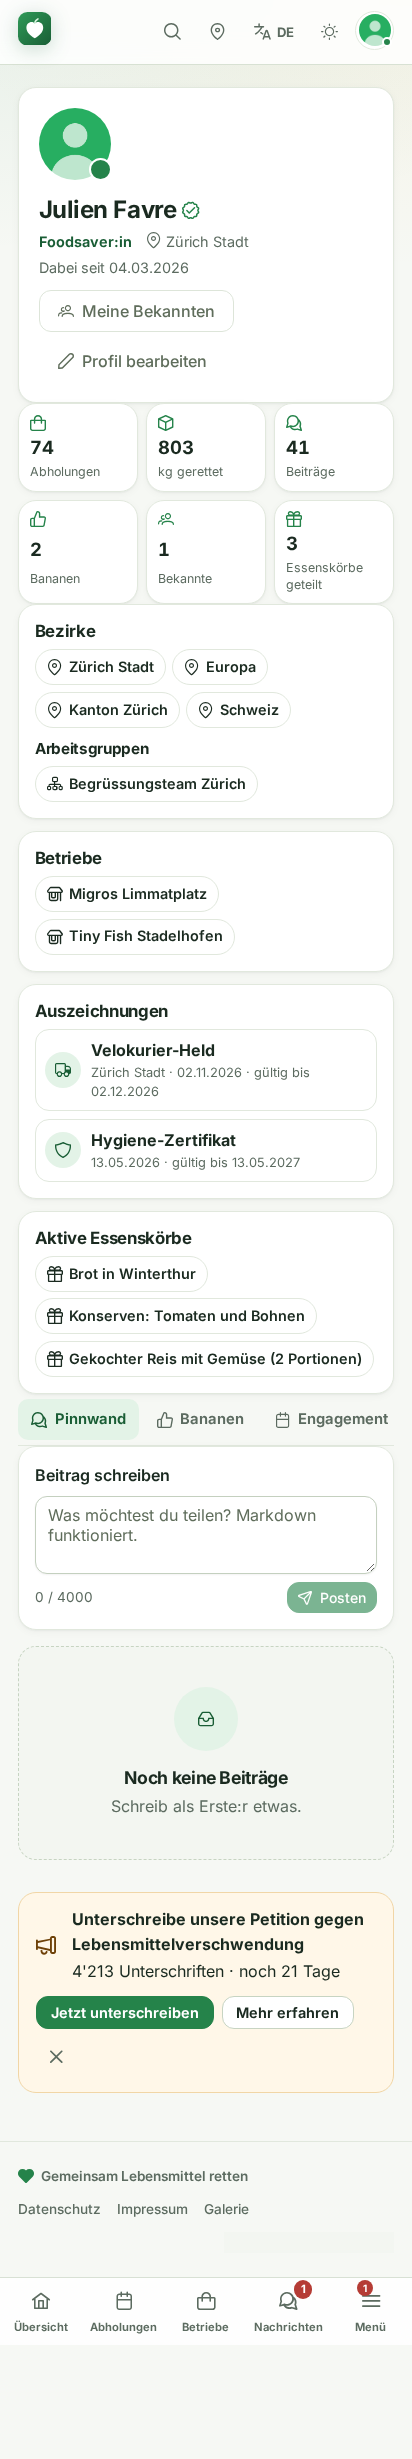 DE
Julien Favre
Foodsaver:in Zürich Stadt
Dabei seit 04.03.2026
Meine Bekannten
Profil bearbeiten
74 803 41
Abholungen kg gerettet Beiträge
2 1 3
Bananen Bekannte Essenskörbe
geteilt
Bezirke
Zürich Stadt Europa
Kanton Zürich Schweiz
Arbeitsgruppen
Begrüssungsteam Zürich
Betriebe
Migros Limmatplatz
Tiny Fish Stadelhofen
Auszeichnungen
Velokurier-Held
Zürich Stadt · 02.11.2026 · gültig bis
02.12.2026
Hygiene-Zertifikat
13.05.2026 · gültig bis 13.05.2027
Aktive Essenskörbe
Brot in Winterthur
Konserven: Tomaten und Bohnen
Gekochter Reis mit Gemüse (2 Portionen)
Pinnwand Bananen Engagement
Beitrag schreiben
Was möchtest du teilen? Markdown
funktioniert.
0 / 4000 Posten
Noch keine Beiträge
Schreib als Erste:r etwas.
Unterschreibe unsere Petition gegen
Lebensmittelverschwendung
4'213 Unterschriften · noch 21 Tage
Jetzt unterschreiben Mehr erfahren
Gemeinsam Lebensmittel retten
Datenschutz Impressum Galerie
1 1
Übersicht Abholungen Betriebe Nachrichten Menü